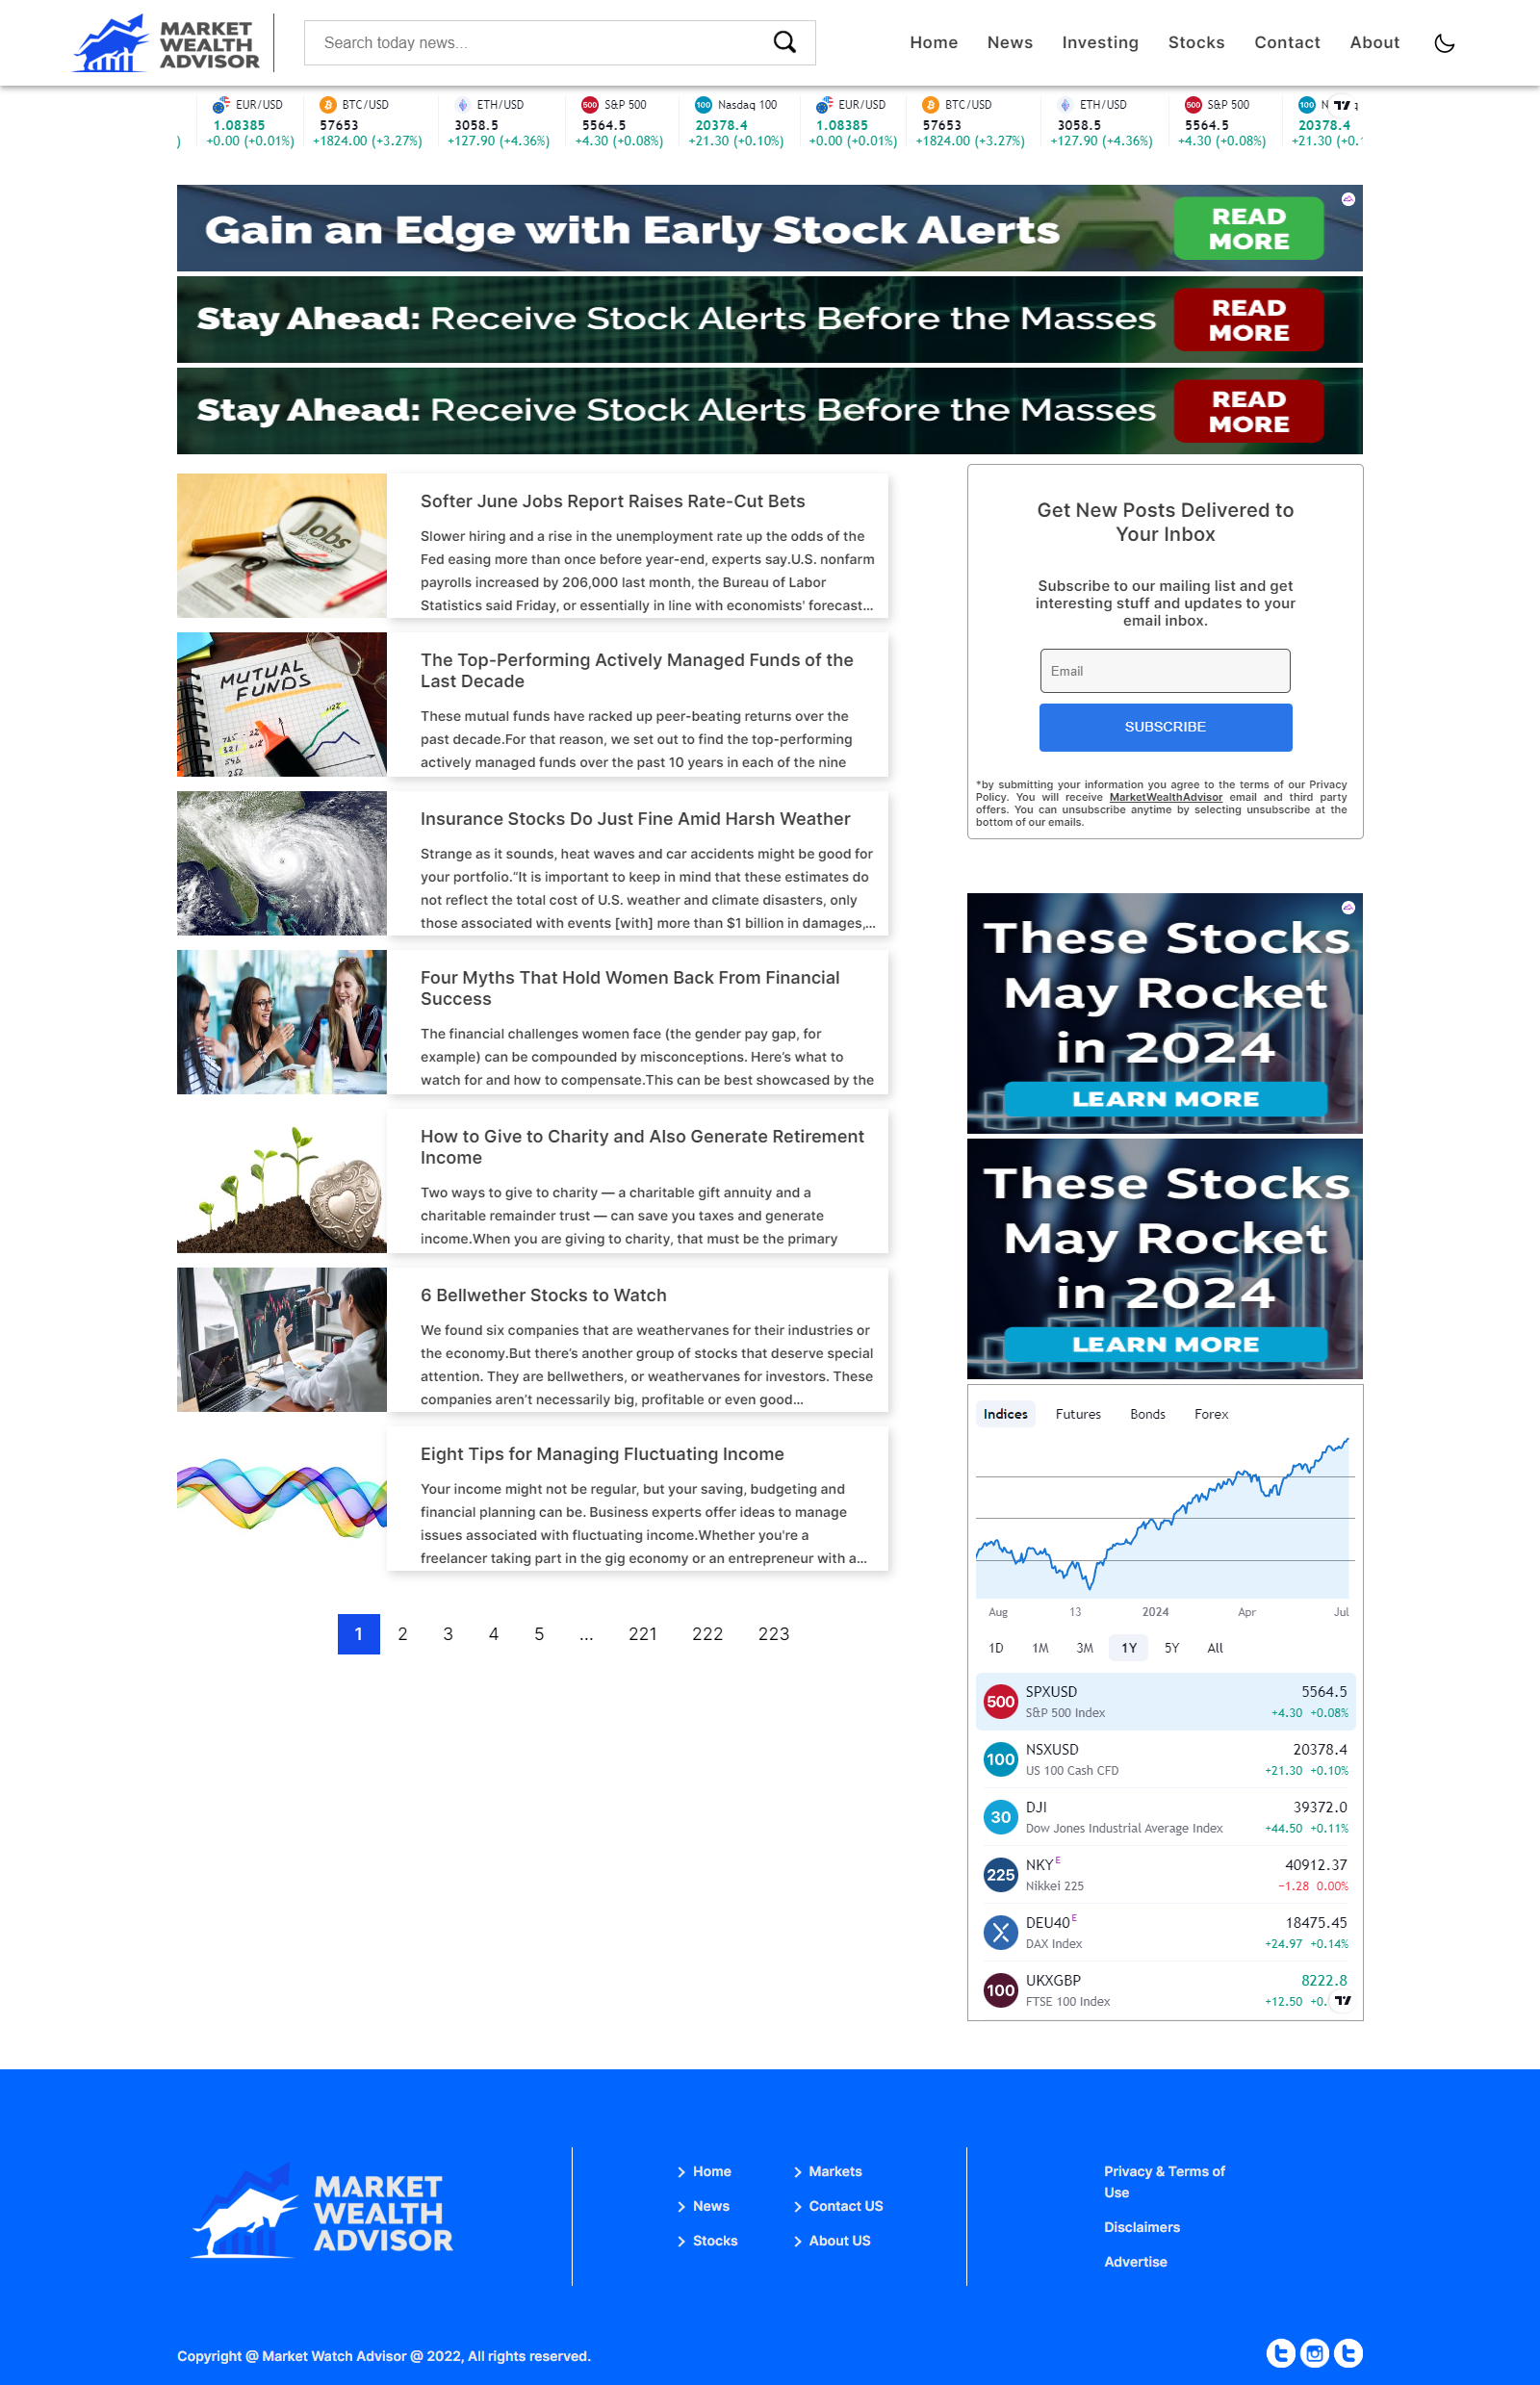 MARKET
WEALTH
ADVISOR
Search today news...
Home News Investing Stocks Contact About
EUR/USD BTC/USD ETH/USD S&P 500 Nasdaq 100 EUR/USD BTC/USD ETH/USD S&P 500
1.08385 57653 3058.5 5564.5 20378.4 1.08385 57653 3058.5 5564.5 20378.4
) +0.00 (+0.01%) +1824.00 (+3.27%) +127.90 (+4.36%) +4.30 (+0.08%) +21.30 (+0.10%) +0.00 (+0.01%) +1824.00 (+3.27%) +127.90 (+4.36%) +4.30 (+0.08%) +21.30
Gain an Edge with Early Stock Alerts READ MORE
Stay Ahead: Receive Stock Alerts Before the Masses READ MORE
Stay Ahead: Receive Stock Alerts Before the Masses READ MORE
Jobs
Softer June Jobs Report Raises Rate-Cut Bets
Slower hiring and a rise in the unemployment rate up the odds of the
Fed easing more than once before year-end, experts say.U.S. nonfarm
payrolls increased by 206,000 last month, the Bureau of Labor
Statistics said Friday, or essentially in line with economists' forecast...
MUTUAL
FUNDS
The Top-Performing Actively Managed Funds of the
Last Decade
These mutual funds have racked up peer-beating returns over the
past decade.For that reason, we set out to find the top-performing
actively managed funds over the past 10 years in each of the nine
Insurance Stocks Do Just Fine Amid Harsh Weather
Strange as it sounds, heat waves and car accidents might be good for
your portfolio.“It is important to keep in mind that these estimates do
not reflect the total cost of U.S. weather and climate disasters, only
those associated with events [with] more than $1 billion in damages,...
Four Myths That Hold Women Back From Financial
Success
The financial challenges women face (the gender pay gap, for
example) can be compounded by misconceptions. Here’s what to
watch for and how to compensate.This can be best showcased by the
How to Give to Charity and Also Generate Retirement
Income
Two ways to give to charity — a charitable gift annuity and a
charitable remainder trust — can save you taxes and generate
income.When you are giving to charity, that must be the primary
6 Bellwether Stocks to Watch
We found six companies that are weathervanes for their industries or
the economy.But there’s another group of stocks that deserve special
attention. They are bellwethers, or weathervanes for investors. These
companies aren’t necessarily big, profitable or even good...
Eight Tips for Managing Fluctuating Income
Your income might not be regular, but your saving, budgeting and
financial planning can be. Business experts offer ideas to manage
issues associated with fluctuating income.Whether you're a
freelancer taking part in the gig economy or an entrepreneur with a...
1 2 3 4 5 ... 221 222 223
Get New Posts Delivered to
Your Inbox
Subscribe to our mailing list and get
interesting stuff and updates to your
email inbox.
Email
SUBSCRIBE
*by submitting your information you agree to the terms of our Privacy
Policy. You will receive MarketWealthAdvisor email and third party
offers. You can unsubscribe anytime by selecting unsubscribe at the
bottom of our emails.
These Stocks
May Rocket
in 2024
LEARN MORE
These Stocks
May Rocket
in 2024
LEARN MORE
Indices Futures Bonds Forex
Aug 13 2024 Apr Jul
1D 1M 3M 1Y 5Y All
500 SPXUSD 5564.5
S&P 500 Index +4.30 +0.08%
100 NSXUSD 20378.4
US 100 Cash CFD +21.30 +0.10%
30 DJI 39372.0
Dow Jones Industrial Average Index +44.50 +0.11%
225 NKY E 40912.37
Nikkei 225 −1.28 0.00%
DEU40 E 18475.45
DAX Index +24.97 +0.14%
100 UKXGBP 8222.8
FTSE 100 Index +12.50
MARKET
WEALTH
ADVISOR
Home
News
Stocks
Markets
Contact US
About US
Privacy & Terms of
Use
Disclaimers
Advertise
Copyright @ Market Watch Advisor @ 2022, All rights reserved.